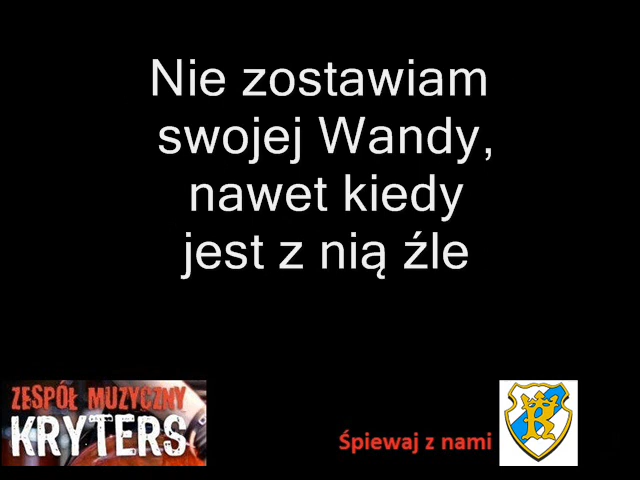 Nie zostawiam
swojej Wandy,
nawet kiedy
jest z nią źle
ZESPÓŁ MUZYCZNY
KRYTERS
Śpiewaj z nami